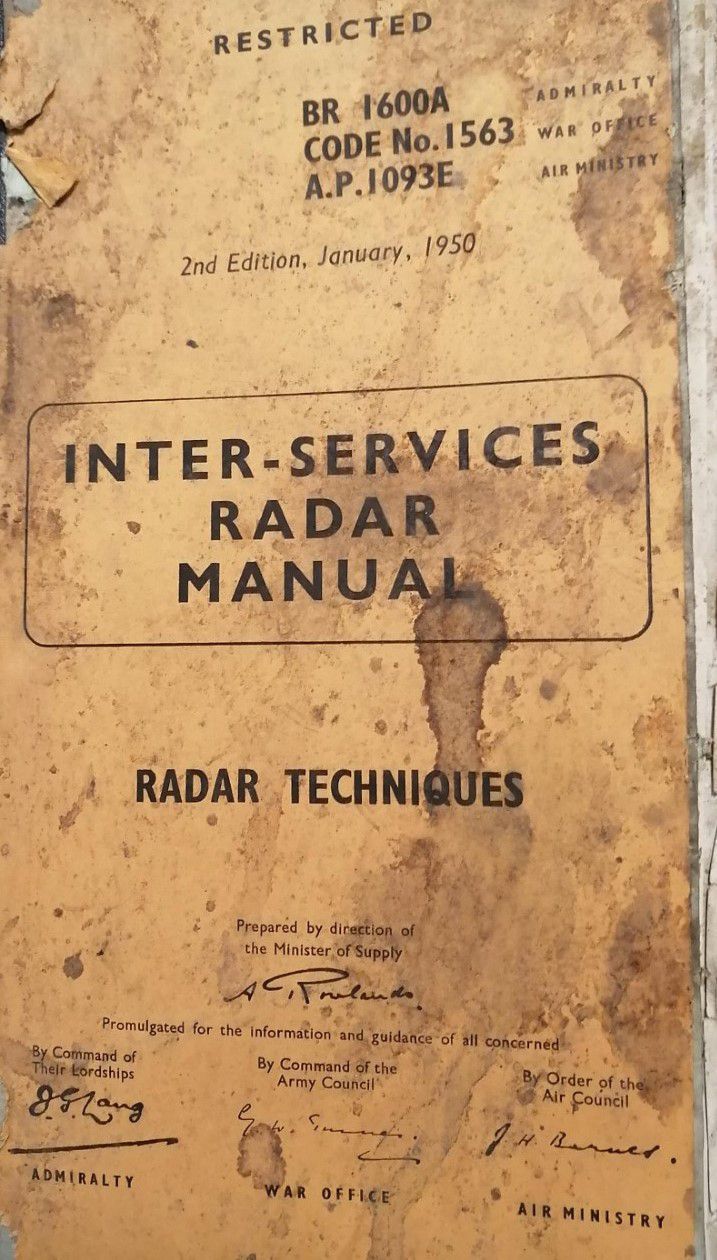 RESTRICTED
BR 1600A ADMIRALTY
CODE No.1563 WAR OFFICE
A.P.1093E AIR MINISTRY
2nd Edition, January, 1950
INTER-SERVICES
RADAR
MANUAL
RADAR TECHNIQUES
Prepared by direction of
the Minister of Supply
A Rowlands.
Promulgated for the information and guidance of all concerned
By Command of
Their Lordships
J.G. Lang
ADMIRALTY
By Command of the
Army Council
WAR OFFICE
By Order of the
Air Council
J. H. Barnes.
AIR MINISTRY